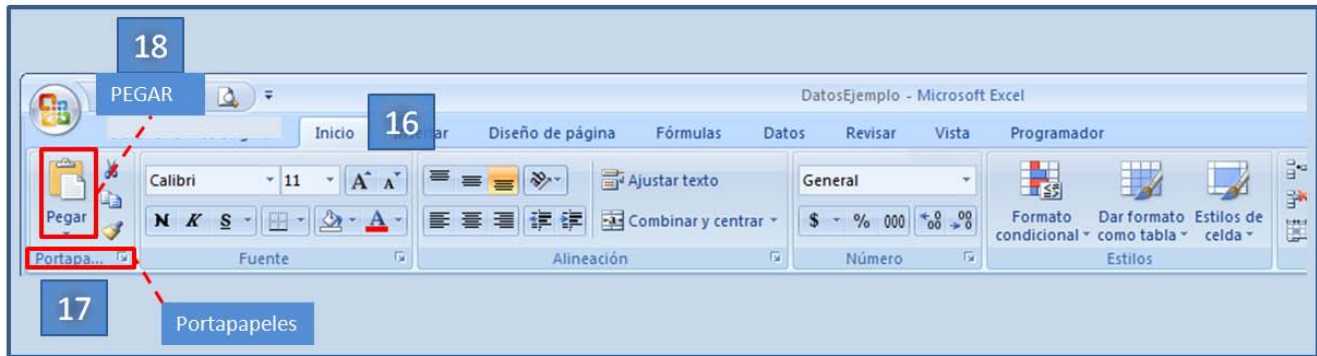 18
PEGAR
DatosEjemplo - Microsoft Excel
Inicio
16
Diseño de página
Fórmulas
Datos
Revisar
Vista
Programador
Pegar
Calibri
11
A A
Ajustar texto
General
N K S
A
Combinar y centrar
$ % 000
Formato condicional
Dar formato como tabla
Estilos de celda
Portapa...
Fuente
Alineación
Número
Estilos
17
Portapapeles